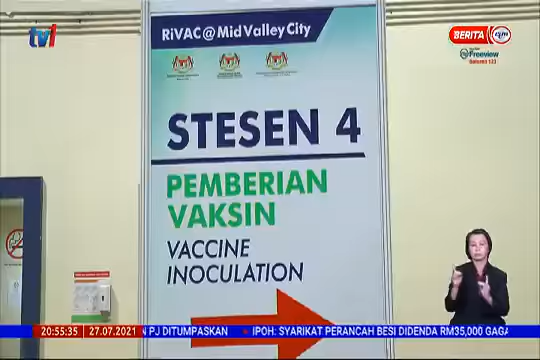 tv1
BERITA
Freeview
Saluran 123
RiVAC@Mid Valley City
STESEN 4
PEMBERIAN
VAKSIN
VACCINE
INOCULATION
20:55:35 27.07.2021 N PJ DITUMPASKAN IPOH: SYARIKAT PERANCAH BESI DIDENDA RM35,000 GAGA